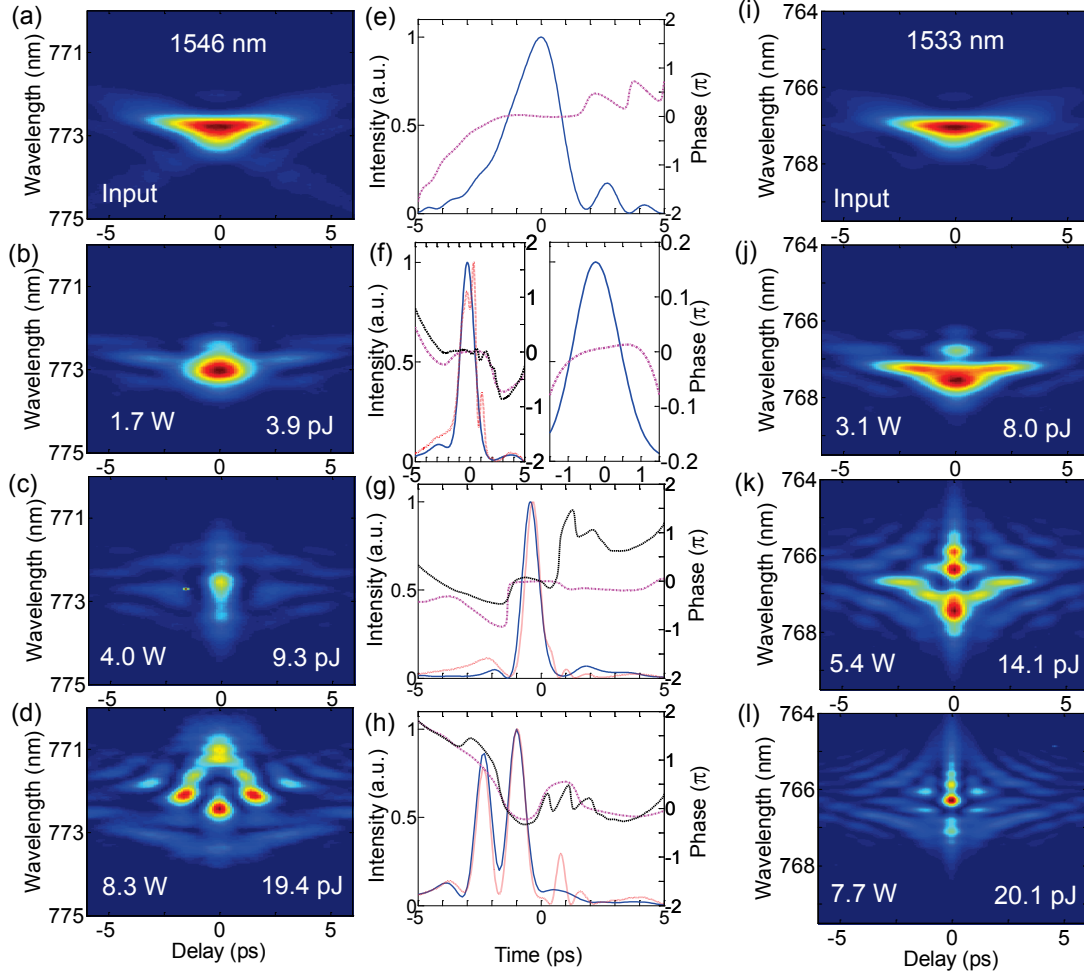 (a)
1546 nm
Input
Wavelength (nm)
771
773
775
-5
0
5
(e)
Intensity (a.u.)
1
0.5
0
Phase (π)
2
1
0
-1
-2
-5
0
5
(i)
1533 nm
Input
Wavelength (nm)
764
766
768
-5
0
5
(b)
1.7 W
3.9 pJ
Wavelength (nm)
771
773
775
-5
0
5
(f)
Intensity (a.u.)
1
0.5
0
2
1
0
-1
-2
-5
0
5
Phase (π)
0.2
0.1
0
-0.1
-0.2
-1
0
1
(j)
3.1 W
8.0 pJ
Wavelength (nm)
764
766
768
-5
0
5
(c)
4.0 W
9.3 pJ
Wavelength (nm)
771
773
775
-5
0
5
(g)
Intensity (a.u.)
1
0.5
0
Phase (π)
2
1
0
-1
-2
-5
0
5
(k)
5.4 W
14.1 pJ
Wavelength (nm)
764
766
768
-5
0
5
(d)
8.3 W
19.4 pJ
Wavelength (nm)
771
773
775
-5
0
5
Delay (ps)
(h)
Intensity (a.u.)
1
0.5
0
Phase (π)
2
1
0
-1
-2
-5
0
5
Time (ps)
(l)
7.7 W
20.1 pJ
Wavelength (nm)
764
766
768
-5
0
5
Delay (ps)